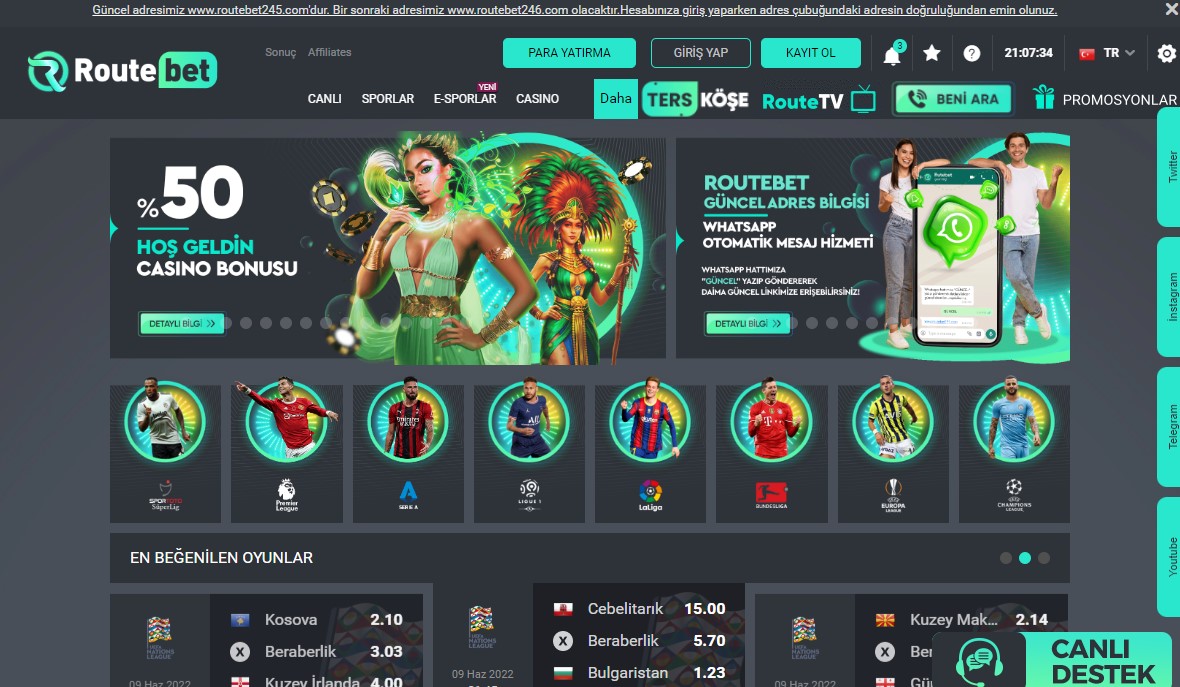 Güncel adresimiz www.routebet245.com'dur. Bir sonraki adresimiz www.routebet246.com olacaktır.Hesabınıza giriş yaparken adres çubuğundaki adresin doğruluğundan emin olunuz.
Routebet
Sonuç Affiliates
PARA YATIRMA
GİRİŞ YAP
KAYIT OL
3
21:07:34
TR
CANLI SPORLAR E-SPORLAR YENİ CASINO
Daha
TERS KÖŞE
RouteTV
BENİ ARA
PROMOSYONLAR
%50
HOŞ GELDİN
CASINO BONUSU
DETAYLI BİLGİ
ROUTEBET
GÜNCEL ADRES BİLGİSİ
WHATSAPP
OTOMATİK MESAJ HİZMETİ
WHATSAPP HATTIMIZA
"GÜNCEL" YAZIP GÖNDEREREK
DAİMA GÜNCEL LİNKİMİZE ERİŞEBİLİRSİNİZ!
DETAYLI BİLGİ
Twitter
Instagram
Telegram
Youtube
SPOR TOTO
SüperLig
Premier
League
SERIE A
LIGUE 1
LaLiga
BUNDESLIGA
EUROPA
LEAGUE
CHAMPIONS
LEAGUE
EN BEĞENİLEN OYUNLAR
UEFA
NATIONS
LEAGUE
09 Haz 2022
Kosova 2.10
X Beraberlik 3.03
Kuzey İrlanda 4.00
UEFA
NATIONS
LEAGUE
09 Haz 2022
Cebelitarık 15.00
X Beraberlik 5.70
Bulgaristan 1.23
UEFA
NATIONS
LEAGUE
09 Haz 2022
Kuzey Mak... 2.14
X Ber
Gü
CANLI
DESTEK